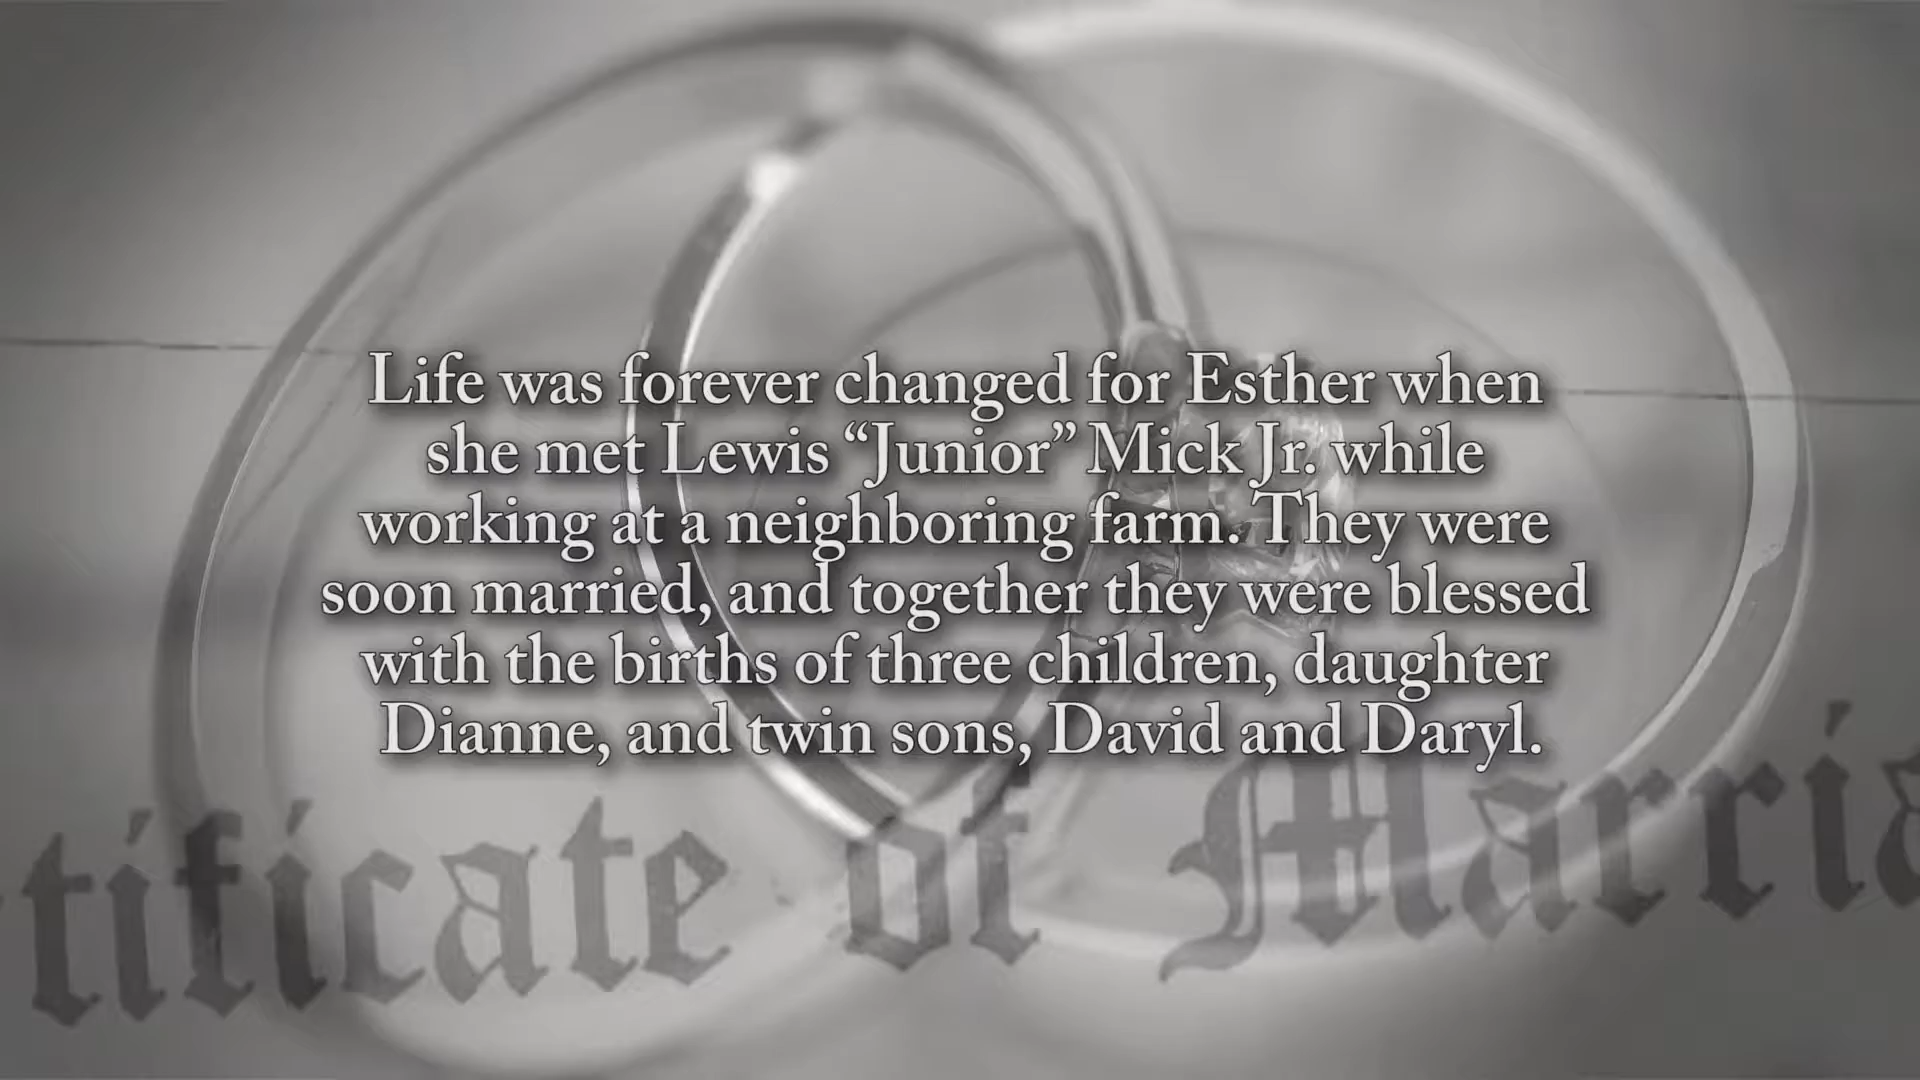 Life was forever changed for Esther when
she met Lewis “Junior” Mick Jr. while
working at a neighboring farm. They were
soon married, and together they were blessed
with the births of three children, daughter
Dianne, and twin sons, David and Daryl.
tificate of Marria